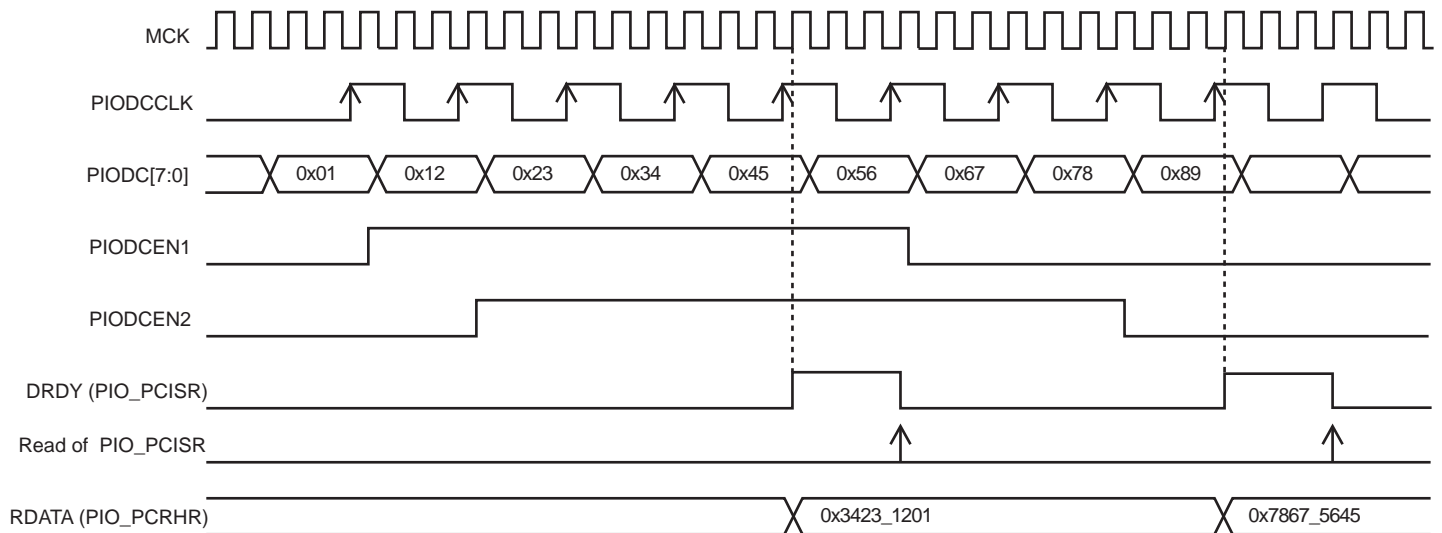 MCK
PIODCCLK
PIODC[7:0] 0x01 0x12 0x23 0x34 0x45 0x56 0x67 0x78 0x89
PIODCEN1
PIODCEN2
DRDY (PIO_PCISR)
Read of PIO_PCISR
RDATA (PIO_PCRHR) 0x3423_1201 0x7867_5645